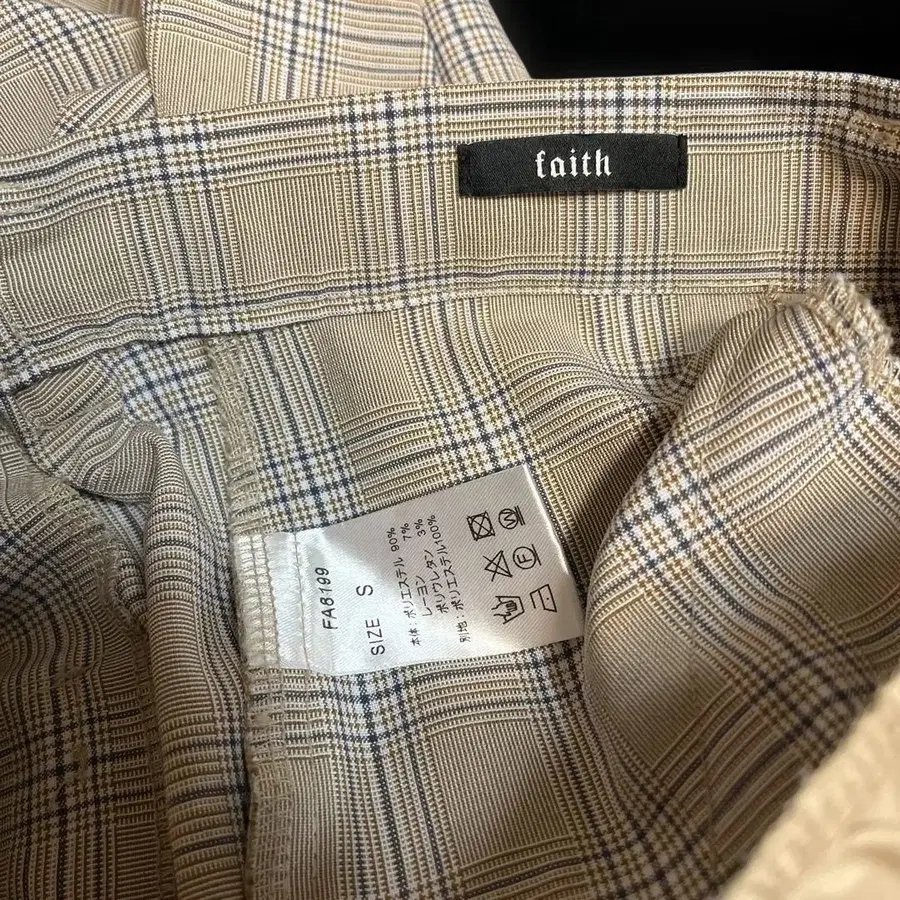 faith
FA8199
SIZE S
本体:ポリエステル 90%
レーヨン 7%
ポリウレタン 3%
別地:ポリエステル100%
W
F